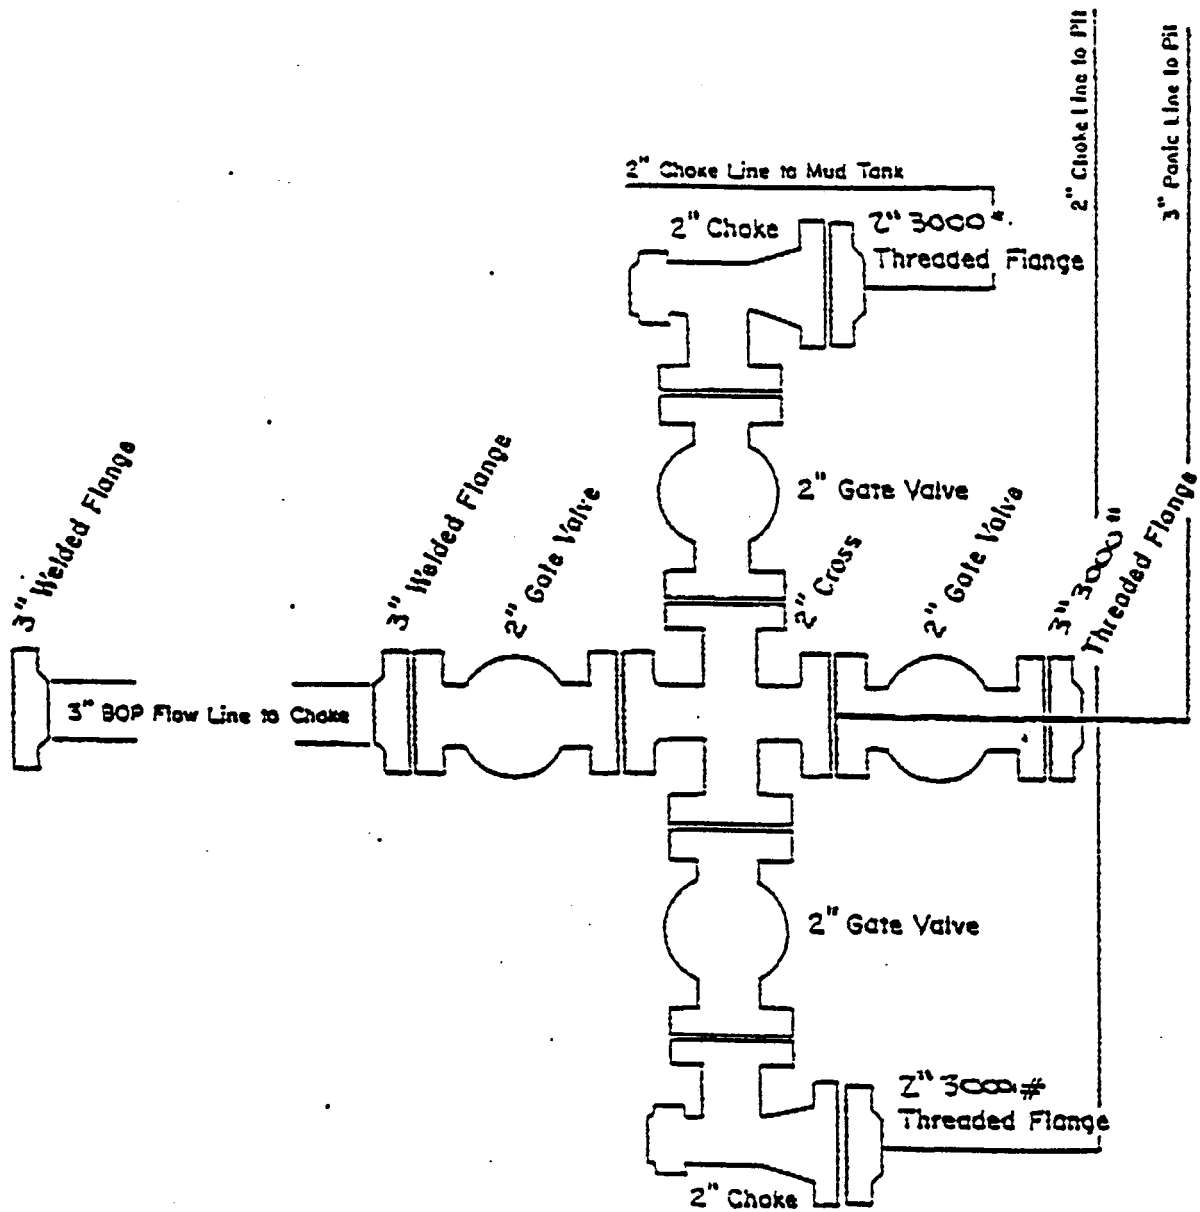 2" Choke Line to Pit
3" Panic Line to Pit
2" Choke Line to Mud Tank
2" Choke
2" 3000#
Threaded Flange
3" Welded Flange
3" Welded Flange
2" Gate Valve
2" Gate Valve
2" Cross
2" Gate Valve
3" 3000#
Threaded Flange
3" BOP Flow Line to Choke
2" Gate Valve
2" 3000#
Threaded Flange
2" Choke